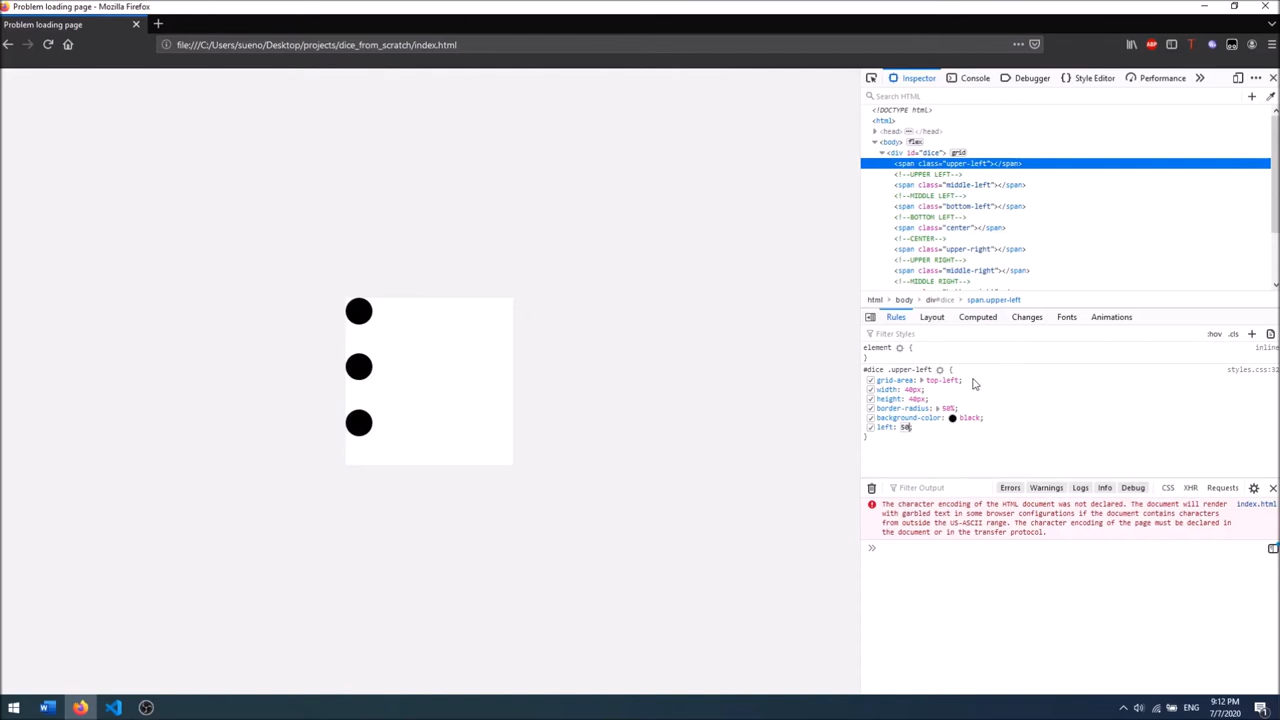 Problem loading page - Mozilla Firefox
Problem loading page
file:///C:/Users/sueno/Desktop/projects/dice_from_scratch/index.html
ABP
Inspector Console Debugger Style Editor Performance
Search HTML
<!DOCTYPE html>
<html>
<head> </head>
<body> flex
<div id="dice"> grid
<span class="upper-left"></span>
<!--UPPER LEFT-->
<span class="middle-left"></span>
<!--MIDDLE LEFT-->
<span class="bottom-left"></span>
<!--BOTTOM LEFT-->
<span class="center"></span>
<!--CENTER-->
<span class="upper-right"></span>
<!--UPPER RIGHT-->
<span class="middle-right"></span>
<!--MIDDLE RIGHT-->
html body div#dice span.upper-left
Rules Layout Computed Changes Fonts Animations
Filter Styles :hov .cls
element { inline
}
#dice .upper-left { styles.css:32
grid-area: top-left;
width: 40px;
height: 40px;
border-radius: 50%;
background-color: black;
left: 50;
}
Filter Output Errors Warnings Logs Info Debug CSS XHR Requests
The character encoding of the HTML document was not declared. The document will render index.html
with garbled text in some browser configurations if the document contains characters
from outside the US-ASCII range. The character encoding of the page must be declared in
the document or in the transfer protocol.
ENG
9:12 PM
7/7/2020